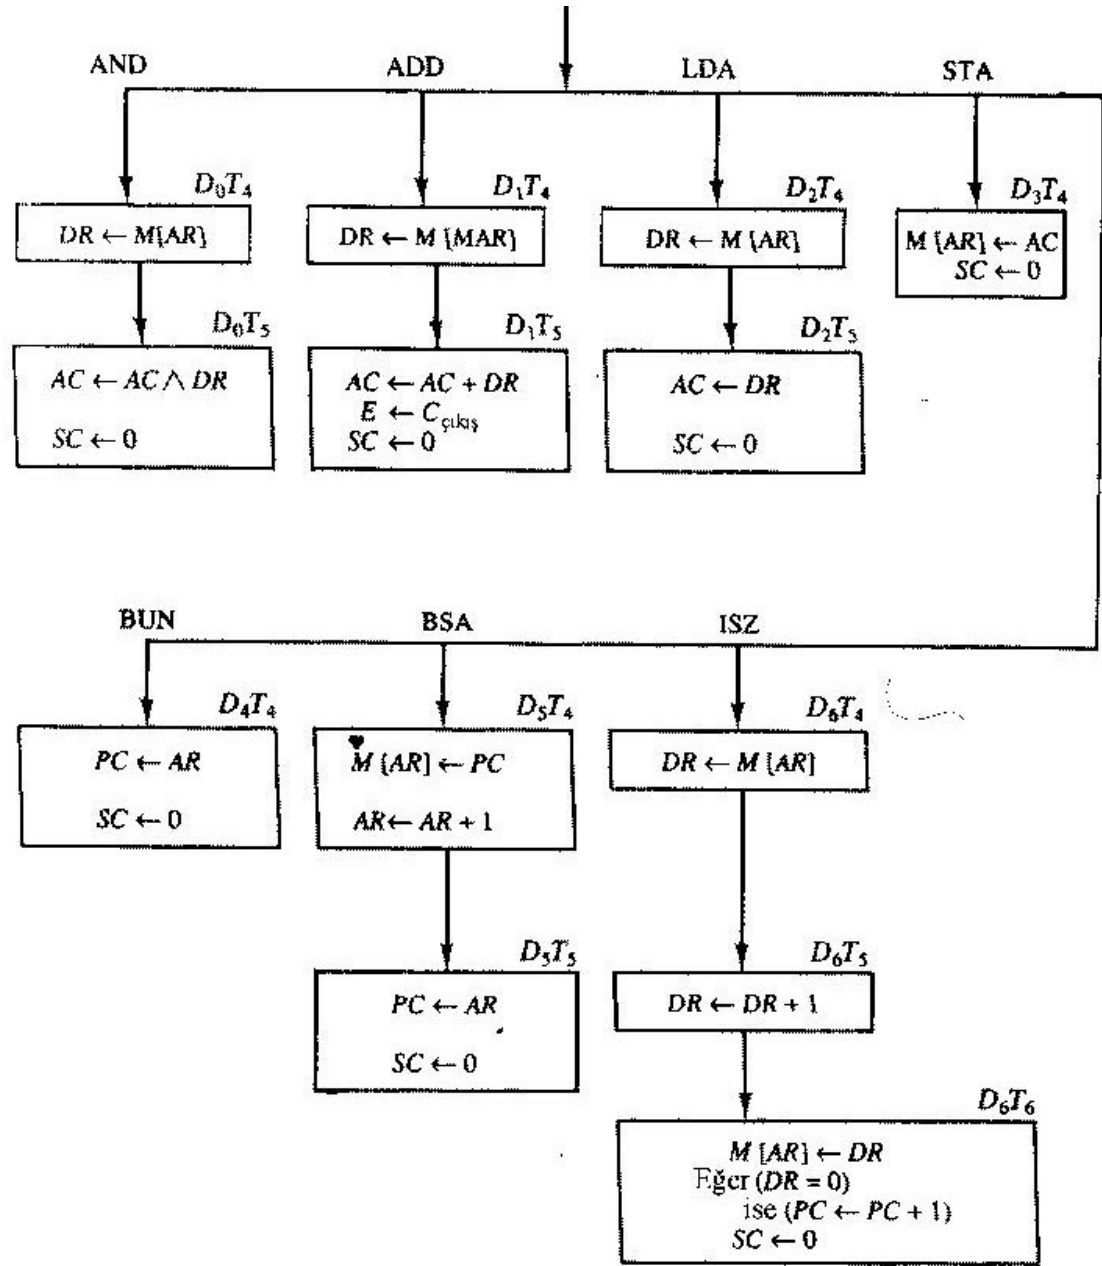 AND ADD LDA STA
D₀T₄ D₁T₄ D₂T₄ D₃T₄
DR ← M[AR] DR ← M [MAR] DR ← M [AR] M [AR] ← AC
SC ← 0
D₀T₅ D₁T₅ D₂T₅
AC ← AC ∧ DR AC ← AC + DR AC ← DR
E ← Cçıkış
SC ← 0 SC ← 0 SC ← 0
BUN BSA ISZ
D₄T₄ D₅T₄ D₆T₄
PC ← AR M [AR] ← PC DR ← M [AR]
SC ← 0 AR ← AR + 1
D₅T₅ D₆T₅
PC ← AR DR ← DR + 1
SC ← 0
D₆T₆
M [AR] ← DR
Eğer (DR = 0)
ise (PC ← PC + 1)
SC ← 0